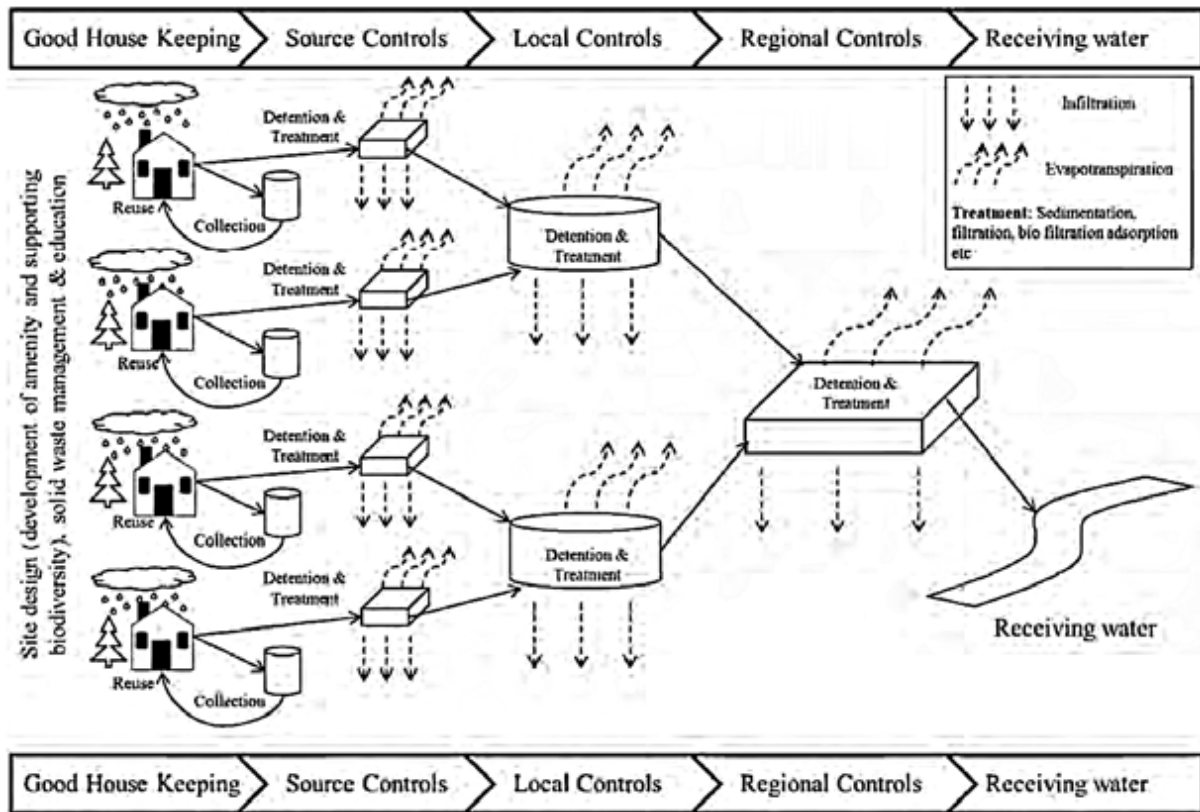 Good House Keeping
Source Controls
Local Controls
Regional Controls
Receiving water
Site design (development of amenity and supporting
biodiversity), solid waste management & education
Detention &
Treatment
Reuse
Collection
Detention &
Treatment
Reuse
Collection
Detention &
Treatment
Reuse
Collection
Detention &
Treatment
Reuse
Collection
Detention &
Treatment
Detention &
Treatment
Detention &
Treatment
Infiltration
Evapotranspiration
Treatment: Sedimentation,
filtration, bio filtration adsorption
etc
Receiving water
Good House Keeping
Source Controls
Local Controls
Regional Controls
Receiving water